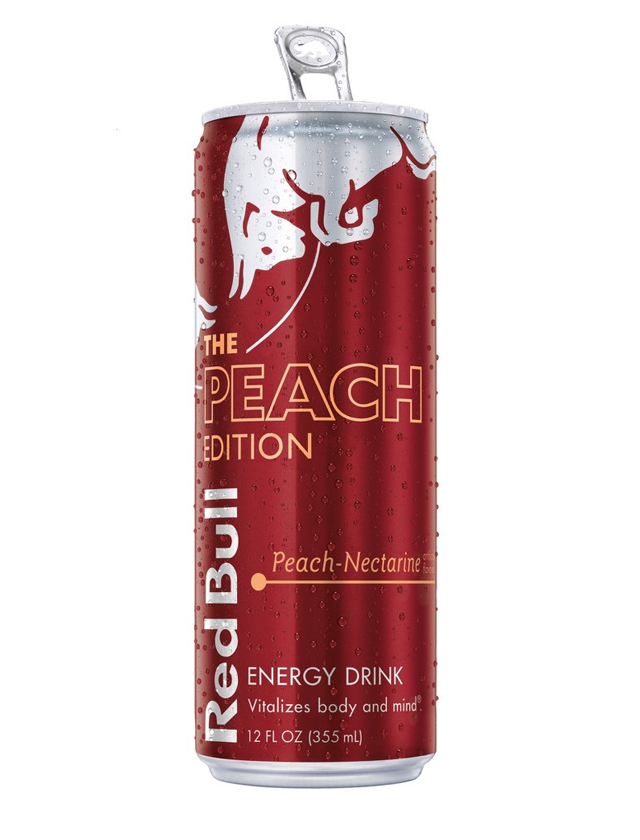 THE
PEACH
EDITION
Red Bull
Peach-Nectarine
ENERGY DRINK
Vitalizes body and mind®.
12 FL OZ (355 mL)